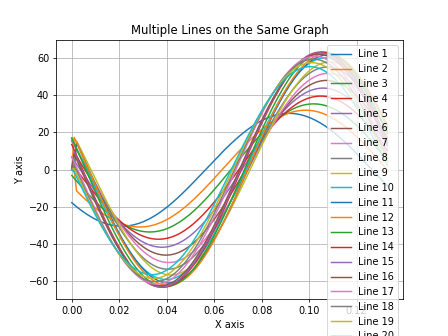 Multiple Lines on the Same Graph
Y axis
60
40
20
0
−20
−40
−60
0.00
0.02
0.04
0.06
0.08
0.10
X axis
Line 1
Line 2
Line 3
Line 4
Line 5
Line 6
Line 7
Line 8
Line 9
Line 10
Line 11
Line 12
Line 13
Line 14
Line 15
Line 16
Line 17
Line 18
Line 19
Line 20